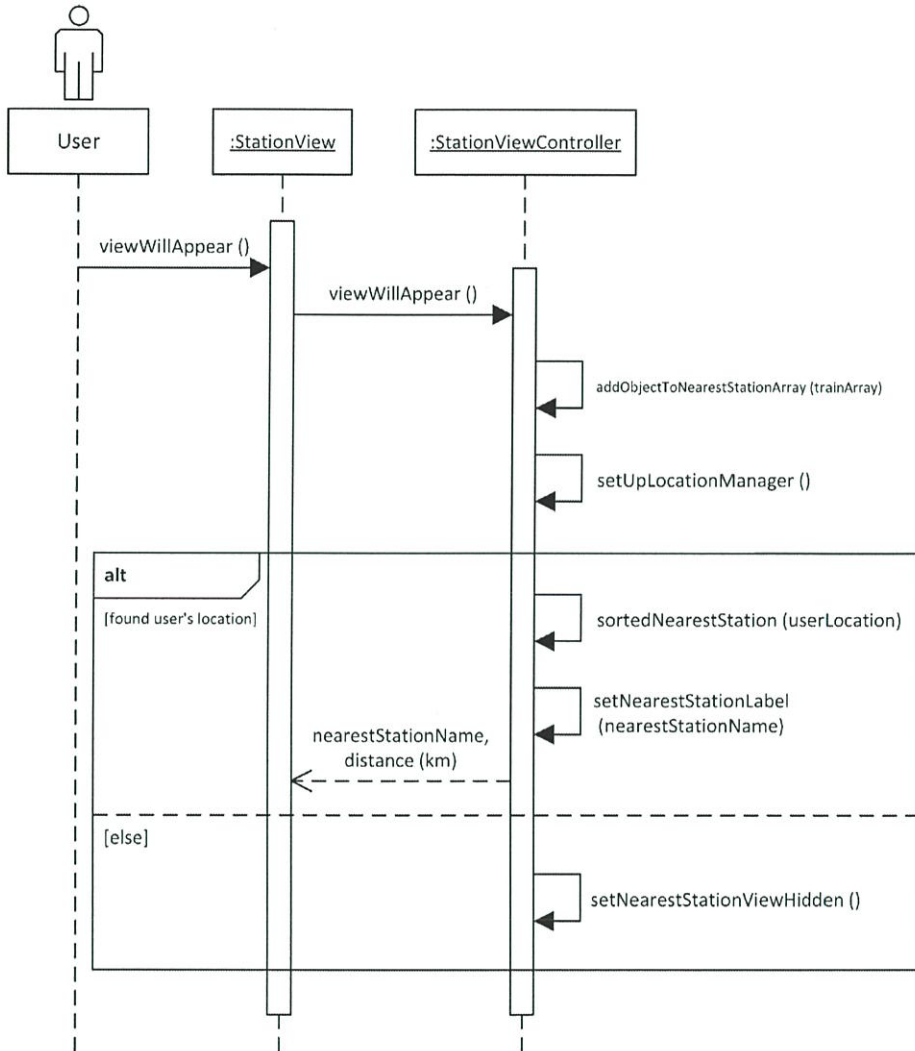 User
:StationView
:StationViewController
viewWillAppear ()
viewWillAppear ()
addObjectToNearestStationArray (trainArray)
setUpLocationManager ()
alt
[found user's location]
sortedNearestStation (userLocation)
setNearestStationLabel
(nearestStationName)
nearestStationName,
distance (km)
[else]
setNearestStationViewHidden ()